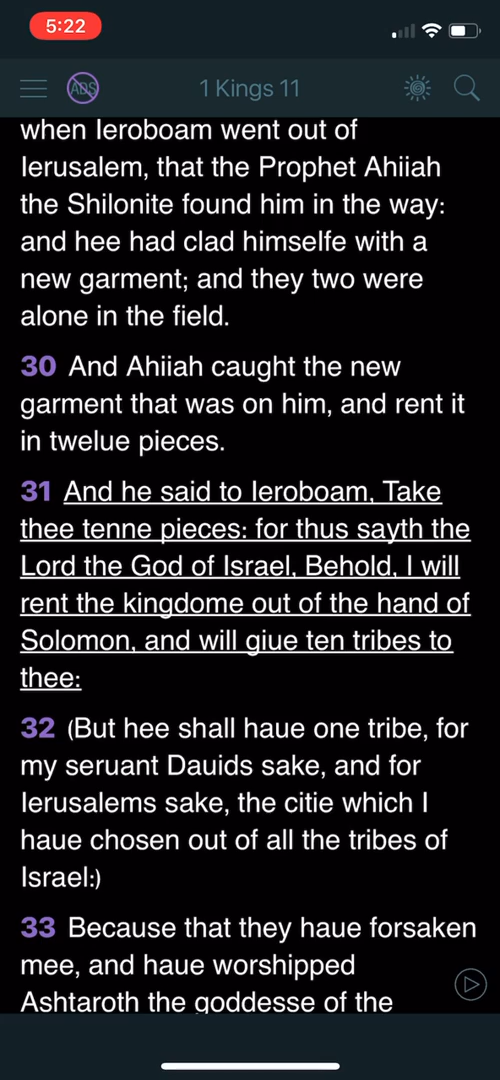 5:22
ADS
1 Kings 11
when Ieroboam went out of
Ierusalem, that the Prophet Ahiiah
the Shilonite found him in the way:
and hee had clad himselfe with a
new garment; and they two were
alone in the field.
30 And Ahiiah caught the new
garment that was on him, and rent it
in twelue pieces.
31 And he said to Ieroboam, Take
thee tenne pieces: for thus sayth the
Lord the God of Israel, Behold, I will
rent the kingdome out of the hand of
Solomon, and will giue ten tribes to
thee:
32 (But hee shall haue one tribe, for
my seruant Dauids sake, and for
Ierusalems sake, the citie which I
haue chosen out of all the tribes of
Israel:)
33 Because that they haue forsaken
mee, and haue worshipped
Ashtaroth the goddesse of the